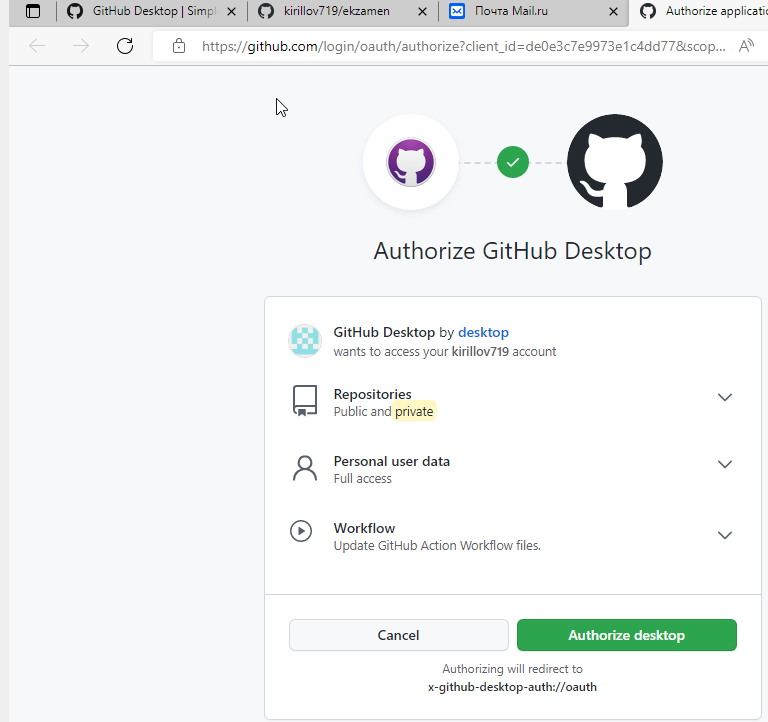 GitHub Desktop | Simpl
kirillov719/ekzamen
Почта Mail.ru
Authorize applicatio
https://github.com/login/oauth/authorize?client_id=de0e3c7e9973e1c4dd77&scop...
Authorize GitHub Desktop
GitHub Desktop by desktop
wants to access your kirillov719 account
Repositories
Public and private
Personal user data
Full access
Workflow
Update GitHub Action Workflow files.
Cancel
Authorize desktop
Authorizing will redirect to
x-github-desktop-auth://oauth